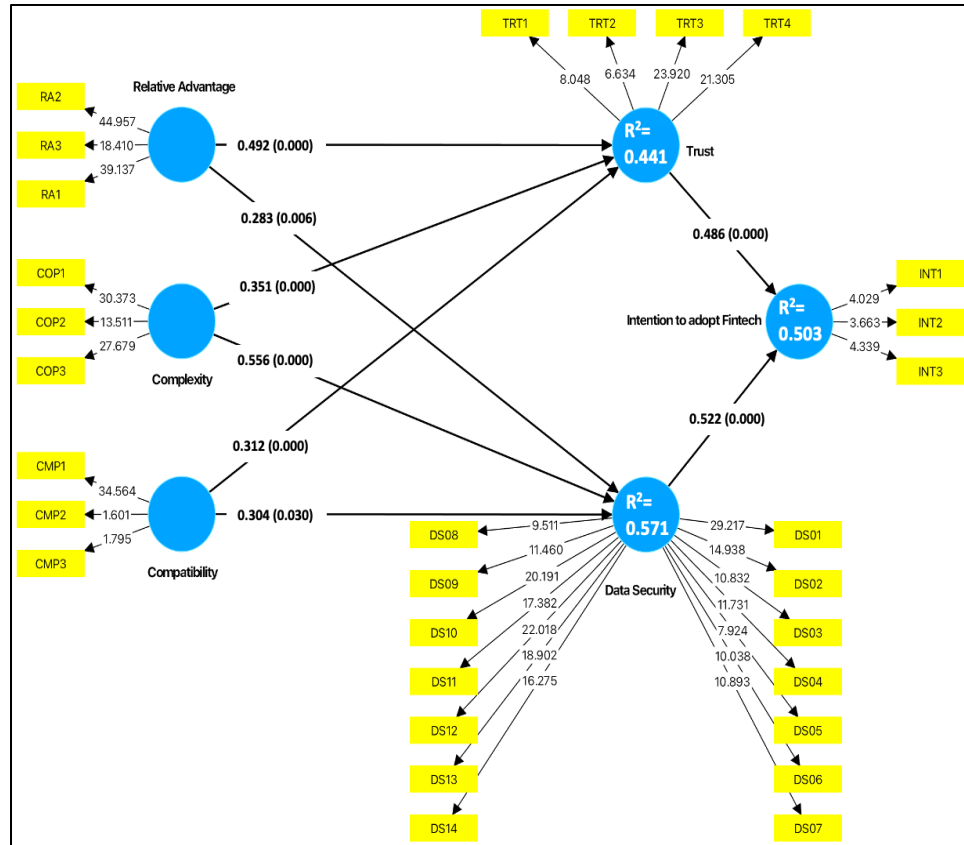 TRT1
TRT2
TRT3
TRT4
8.048
6.634
23.920
21.305
Relative Advantage
RA2
RA3
RA1
44.957
18.410
39.137
0.492 (0.000)
R²=
0.441
Trust
0.283 (0.006)
0.486 (0.000)
COP1
COP2
COP3
30.373
13.511
27.679
Complexity
0.351 (0.000)
0.556 (0.000)
Intention to adopt Fintech
R²=
0.503
4.029
3.663
4.339
INT1
INT2
INT3
0.312 (0.000)
0.522 (0.000)
CMP1
CMP2
CMP3
34.564
1.601
1.795
Compatibility
0.304 (0.030)
R²=
0.571
Data Security
DS08
DS09
DS10
DS11
DS12
DS13
DS14
9.511
11.460
20.191
17.382
22.018
18.902
16.275
29.217
14.938
10.832
11.731
7.924
10.038
10.893
DS01
DS02
DS03
DS04
DS05
DS06
DS07